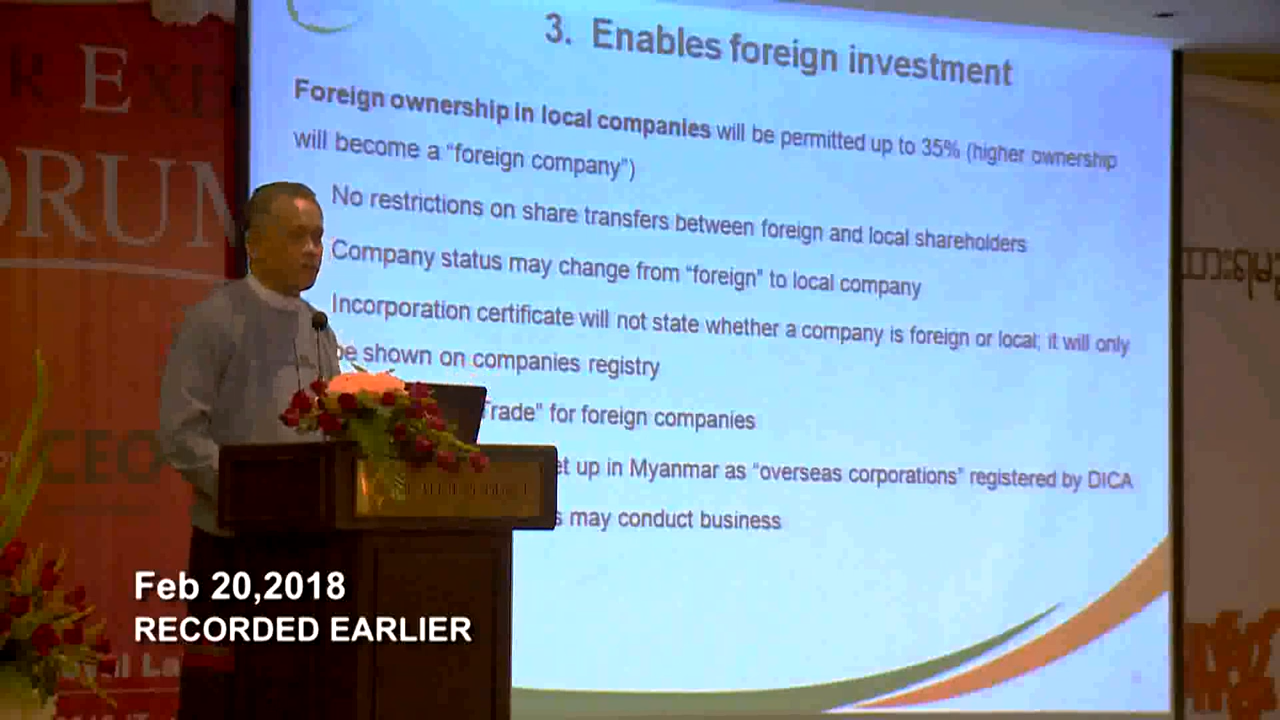 3. Enables foreign investment
Foreign ownership in local companies will be permitted up to 35% (higher ownership
will become a “foreign company”)
No restrictions on share transfers between foreign and local shareholders
Company status may change from “foreign” to local company
Incorporation certificate will not state whether a company is foreign or local; it will only
be shown on companies registry
Trade” for foreign companies
up in Myanmar as “overseas corporations” registered by DICA
may conduct business
E
ORUM
CEO
Feb 20,2018
RECORDED EARLIER